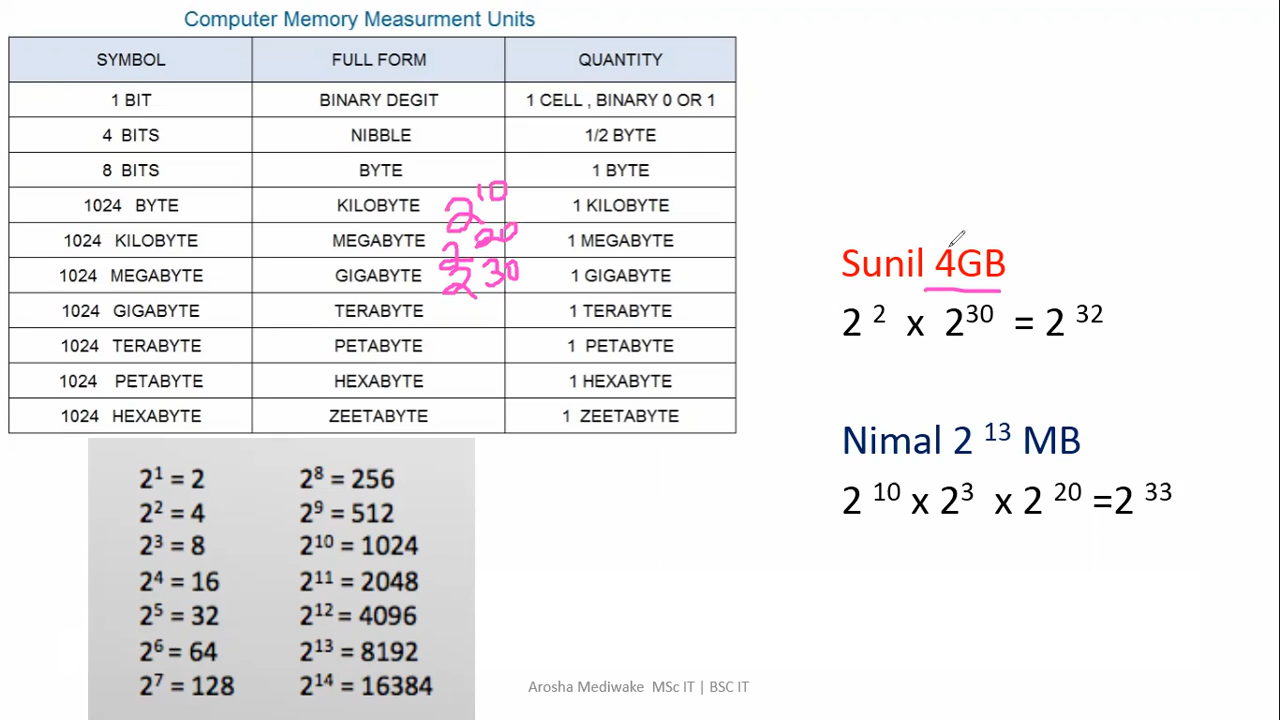 Computer Memory Measurment Units
SYMBOL FULL FORM QUANTITY
1 BIT BINARY DEGIT 1 CELL , BINARY 0 OR 1
4 BITS NIBBLE 1/2 BYTE
8 BITS BYTE 1 BYTE
1024 BYTE KILOBYTE 2^10 1 KILOBYTE
1024 KILOBYTE MEGABYTE 2^20 1 MEGABYTE
1024 MEGABYTE GIGABYTE 2^30 1 GIGABYTE
1024 GIGABYTE TERABYTE 1 TERABYTE
1024 TERABYTE PETABYTE 1 PETABYTE
1024 PETABYTE HEXABYTE 1 HEXABYTE
1024 HEXABYTE ZEETABYTE 1 ZEETABYTE
2^1 = 2 2^8 = 256
2^2 = 4 2^9 = 512
2^3 = 8 2^10 = 1024
2^4 = 16 2^11 = 2048
2^5 = 32 2^12 = 4096
2^6 = 64 2^13 = 8192
2^7 = 128 2^14 = 16384
Sunil 4GB
2^2 x 2^30 = 2^32
Nimal 2^13 MB
2^10 x 2^3 x 2^20 =2^33
Arosha Mediwake MSc IT | BSC IT